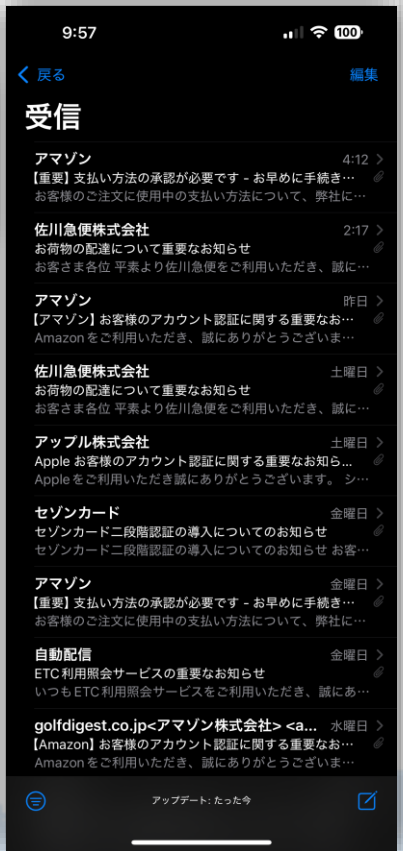 9:57
100
戻る
編集
受信
アマゾン 4:12
【重要】支払い方法の承認が必要です - お早めに手続き…
お客様のご注文に使用中の支払い方法について、弊社に…
佐川急便株式会社 2:17
お荷物の配達について重要なお知らせ
お客さま各位 平素より佐川急便をご利用いただき、誠に…
アマゾン 昨日
【アマゾン】お客様のアカウント認証に関する重要なお…
Amazonをご利用いただき、誠にありがとうございま…
佐川急便株式会社 土曜日
お荷物の配達について重要なお知らせ
お客さま各位 平素より佐川急便をご利用いただき、誠に…
アップル株式会社 土曜日
Apple お客様のアカウント認証に関する重要なお知ら...
Appleをご利用いただき誠にありがとうございます。 シ…
セゾンカード 金曜日
セゾンカード二段階認証の導入についてのお知らせ
セゾンカード二段階認証の導入についてのお知らせ お客…
アマゾン 金曜日
【重要】支払い方法の承認が必要です - お早めに手続き…
お客様のご注文に使用中の支払い方法について、弊社に…
自動配信 金曜日
ETC利用照会サービスの重要なお知らせ
いつもETC利用照会サービスをご利用いただき、誠にあ…
golfdigest.co.jp<アマゾン株式会社> <a... 水曜日
【Amazon】お客様のアカウント認証に関する重要なお…
Amazonをご利用いただき、誠にありがとうございま…
アップデート: たった今